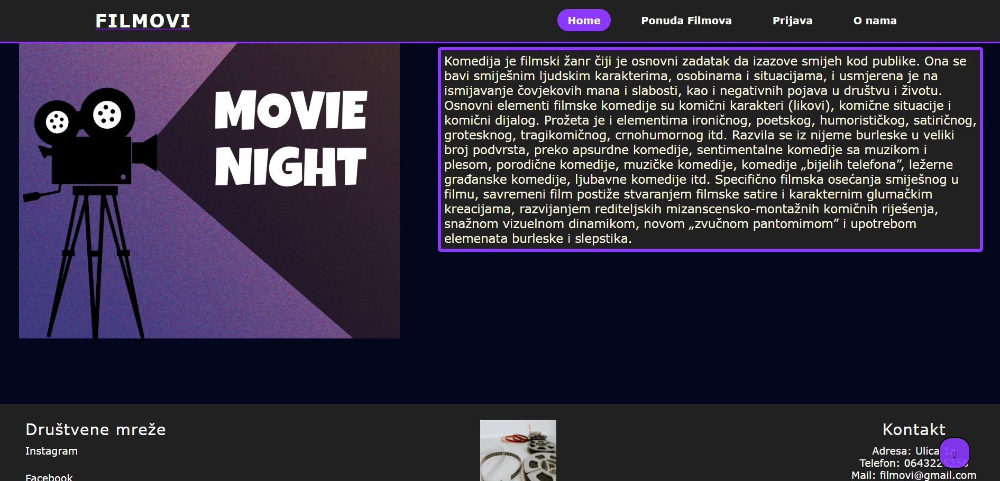 FILMOVI
Home
Ponuda Filmova
Prijava
O nama
MOVIE
NIGHT
Komedija je filmski žanr čiji je osnovni zadatak da izazove smijeh kod publike. Ona se
bavi smiješnim ljudskim karakterima, osobinama i situacijama, i usmjerena je na
ismijavanje čovjekovih mana i slabosti, kao i negativnih pojava u društvu i životu.
Osnovni elementi filmske komedije su komični karakteri (likovi), komične situacije i
komični dijalog. Prožeta je i elementima ironičnog, poetskog, humorističkog, satiričnog,
grotesknog, tragikomičnog, crnohumornog itd. Razvila se iz nijeme burleske u veliki
broj podvrsta, preko apsurdne komedije, sentimentalne komedije sa muzikom i
plesom, porodične komedije, muzičke komedije, komedije „bijelih telefona”, ležerne
građanske komedije, ljubavne komedije itd. Specifično filmska osećanja smiješnog u
filmu, savremeni film postiže stvaranjem filmske satire i karakternim glumačkim
kreacijama, razvijanjem rediteljskih mizanscensko-montažnih komičnih riješenja,
snažnom vizuelnom dinamikom, novom „zvučnom pantomimom” i upotrebom
elemenata burleske i slepstika.
Društvene mreže
Instagram
Facebook
Kontakt
Adresa: Ulica 1a
⇧
Telefon: 0643225256
Mail: filmovi@gmail.com